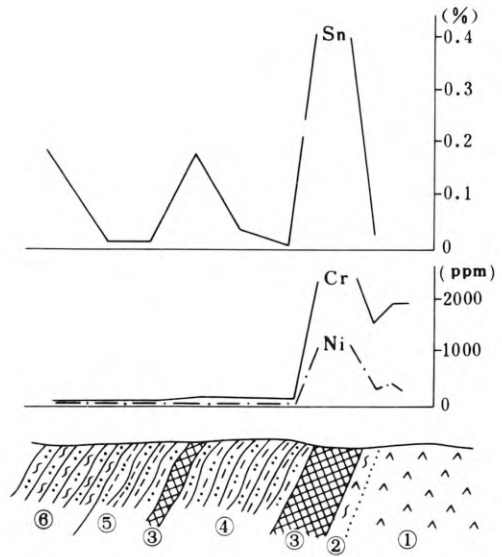 (%)
Sn
0.4
0.3
0.2
0.1
0
(ppm)
Cr
2000
Ni
1000
0
⑥ ⑤ ③ ④ ③ ② ①